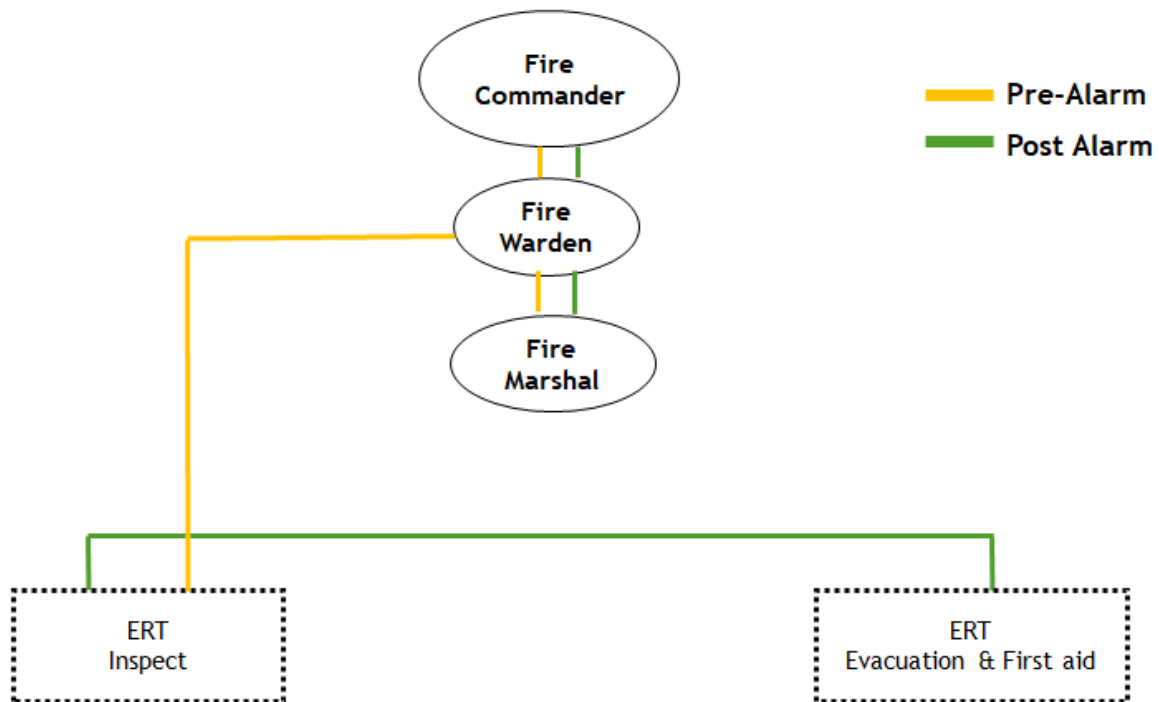 Fire
Commander
Pre-Alarm
Post Alarm
Fire
Warden
Fire
Marshal
ERT
Inspect
ERT
Evacuation & First aid